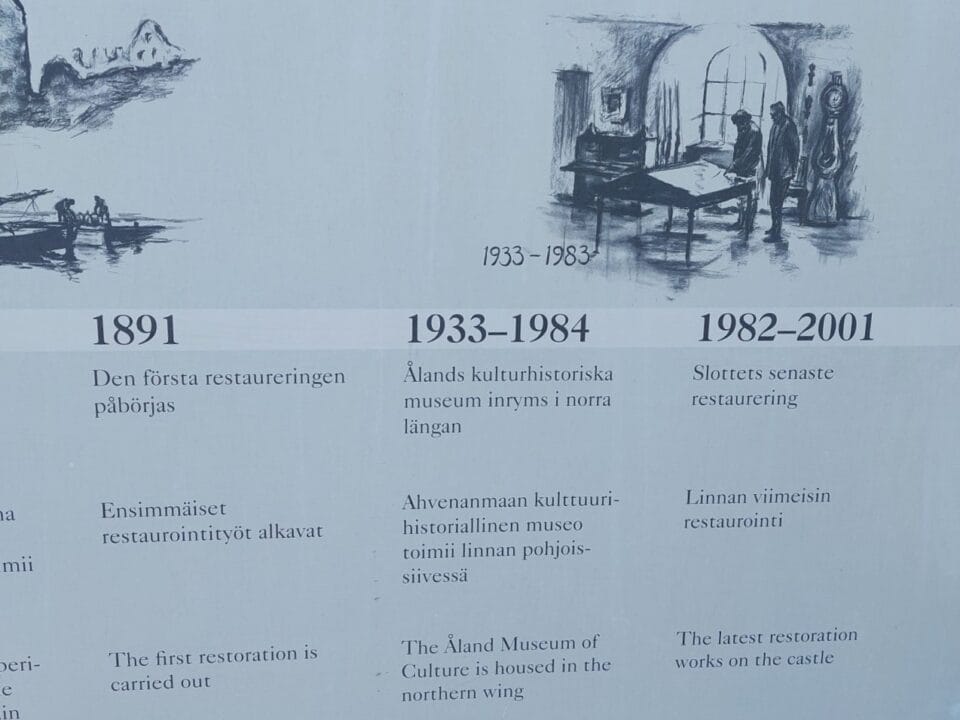 1933-1983
1891
Den första restaureringen
påbörjas
Ensimmäiset
restaurointityöt alkavat
The first restoration is
carried out
1933–1984
Ålands kulturhistoriska
museum inryms i norra
längan
Ahvenanmaan kulttuuri-
historiallinen museo
toimii linnan pohjois-
siivessä
The Åland Museum of
Culture is housed in the
northern wing
1982–2001
Slottets senaste
restaurering
Linnan viimeisin
restaurointi
The latest restoration
works on the castle